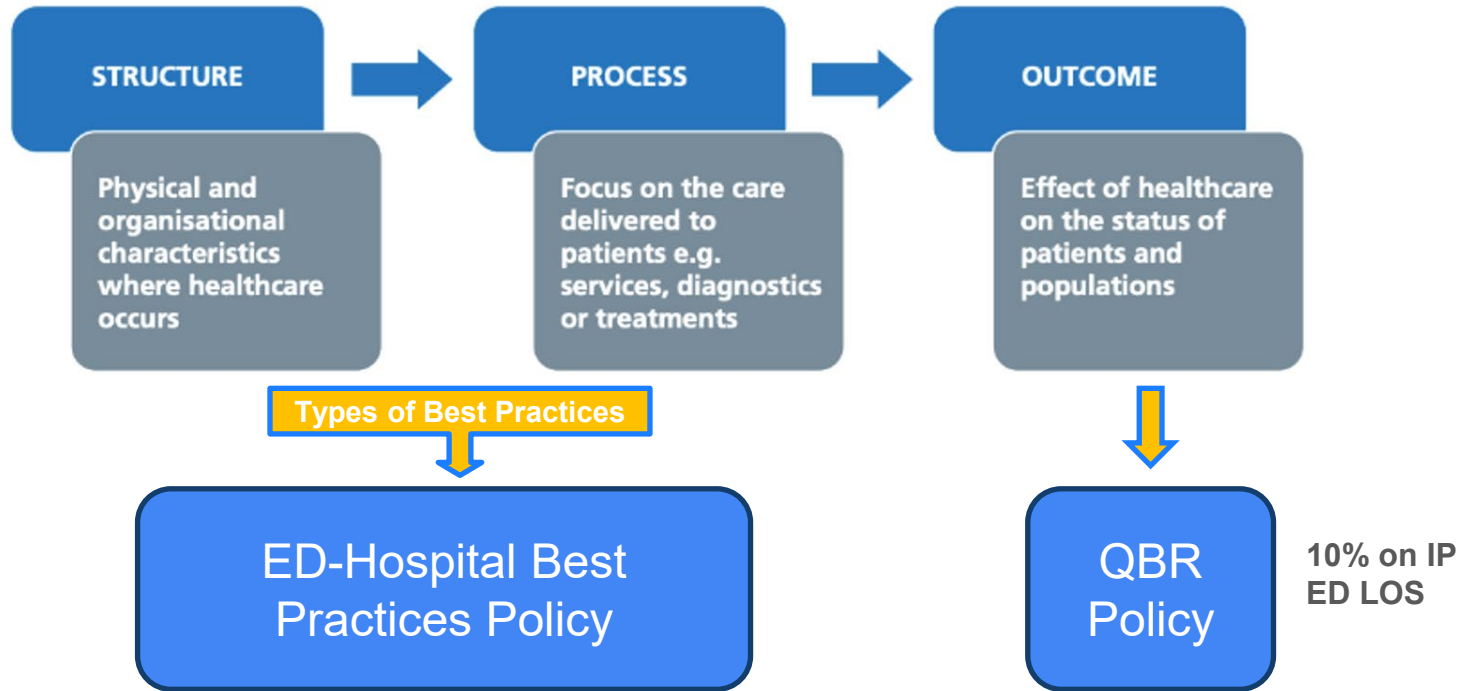 STRUCTURE
Physical and
organisational
characteristics
where healthcare
occurs
PROCESS
Focus on the care
delivered to
patients e.g.
services, diagnostics
or treatments
OUTCOME
Effect of healthcare
on the status of
patients and
populations
Types of Best Practices
ED-Hospital Best
Practices Policy
QBR
Policy
10% on IP
ED LOS